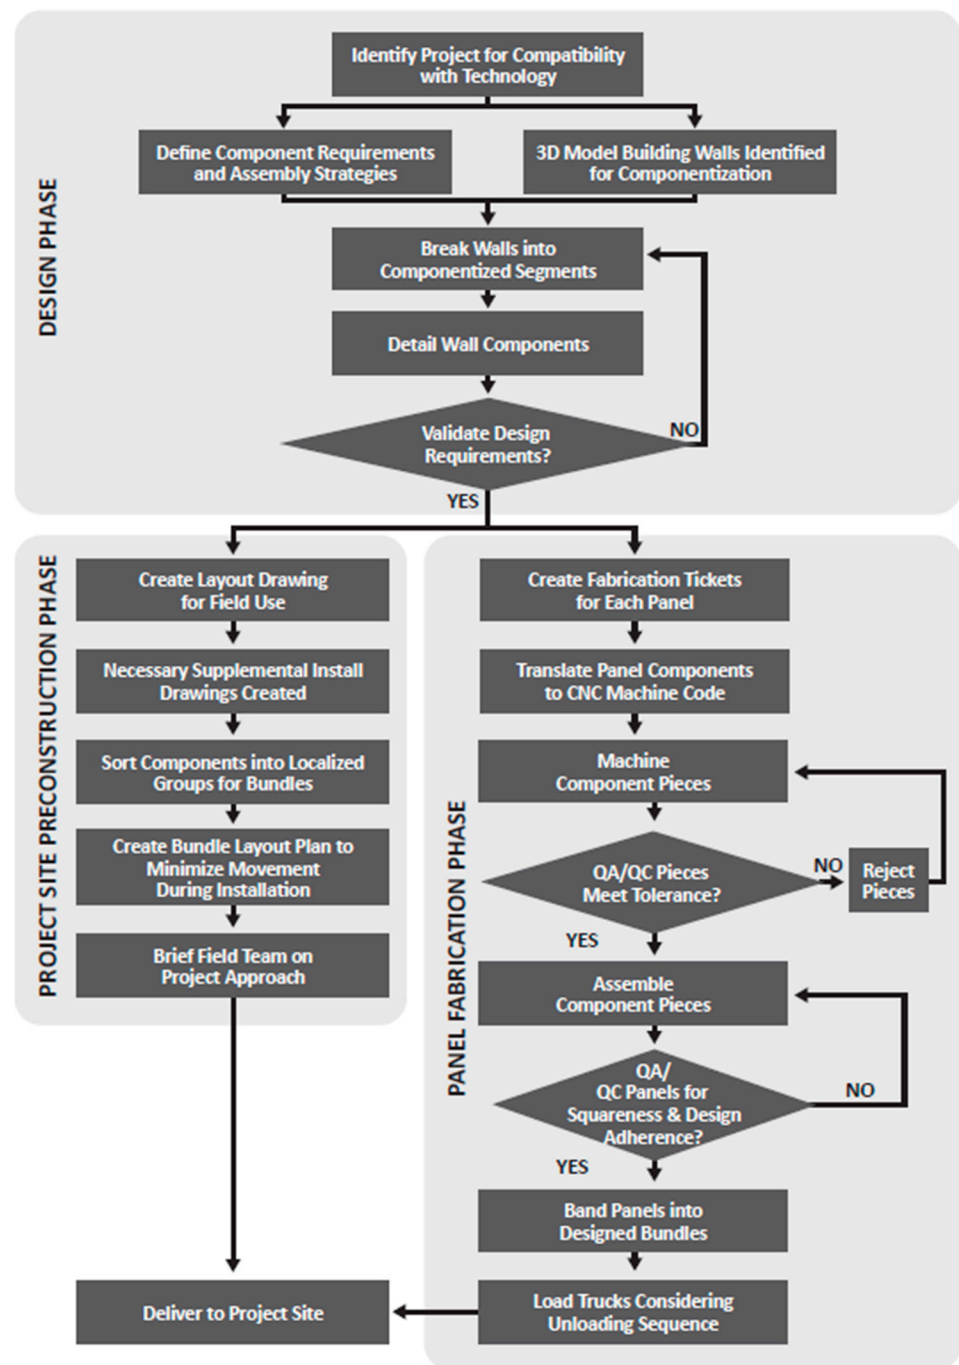 Identify Project for Compatibility
with Technology
Define Component Requirements
and Assembly Strategies
3D Model Building Walls Identified
for Componentization
DESIGN PHASE
Break Walls into
Componentized Segments
Detail Wall Components
Validate Design
Requirements?
NO
YES
PROJECT SITE PRECONSTRUCTION PHASE
Create Layout Drawing
for Field Use
Necessary Supplemental Install
Drawings Created
Sort Components into Localized
Groups for Bundles
Create Bundle Layout Plan to
Minimize Movement
During Installation
Brief Field Team on
Project Approach
PANEL FABRICATION PHASE
Create Fabrication Tickets
for Each Panel
Translate Panel Components
to CNC Machine Code
Machine
Component Pieces
QA/QC Pieces
Meet Tolerance?
NO
Reject
Pieces
YES
Assemble
Component Pieces
QA/
QC Panels for
Squareness & Design
Adherence?
NO
YES
Band Panels into
Designed Bundles
Load Trucks Considering
Unloading Sequence
Deliver to Project Site